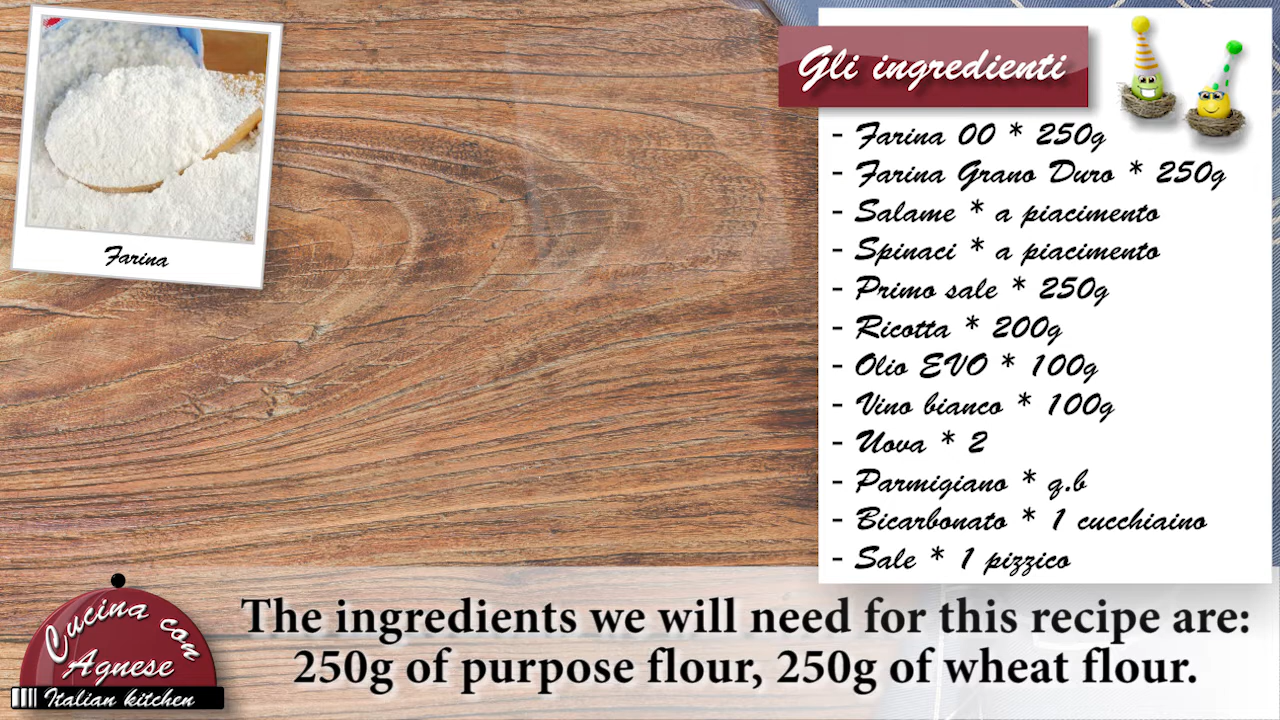 Farina
Gli ingredienti
- Farina 00 * 250g
- Farina Grano Duro * 250g
- Salame * a piacimento
- Spinaci * a piacimento
- Primo sale * 250g
- Ricotta * 200g
- Olio EVO * 100g
- Vino bianco * 100g
- Uova * 2
- Parmigiano * q.b
- Bicarbonato * 1 cucchiaino
- Sale * 1 pizzico
The ingredients we will need for this recipe are:
250g of purpose flour, 250g of wheat flour.
Cucina con
Agnese
Italian kitchen